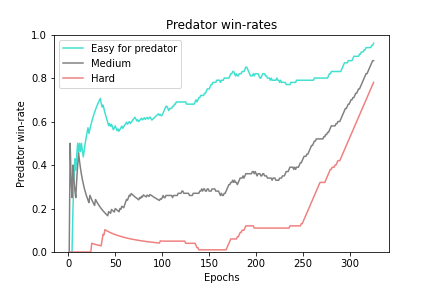 Predator win-rates
Easy for predator
Medium
Hard
Predator win-rate
1.0
0.8
0.6
0.4
0.2
0.0
0 50 100 150 200 250 300
Epochs